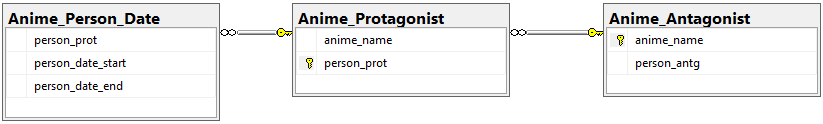 Anime_Person_Date
person_prot
person_date_start
person_date_end
Anime_Protagonist
anime_name
person_prot
Anime_Antagonist
anime_name
person_antg